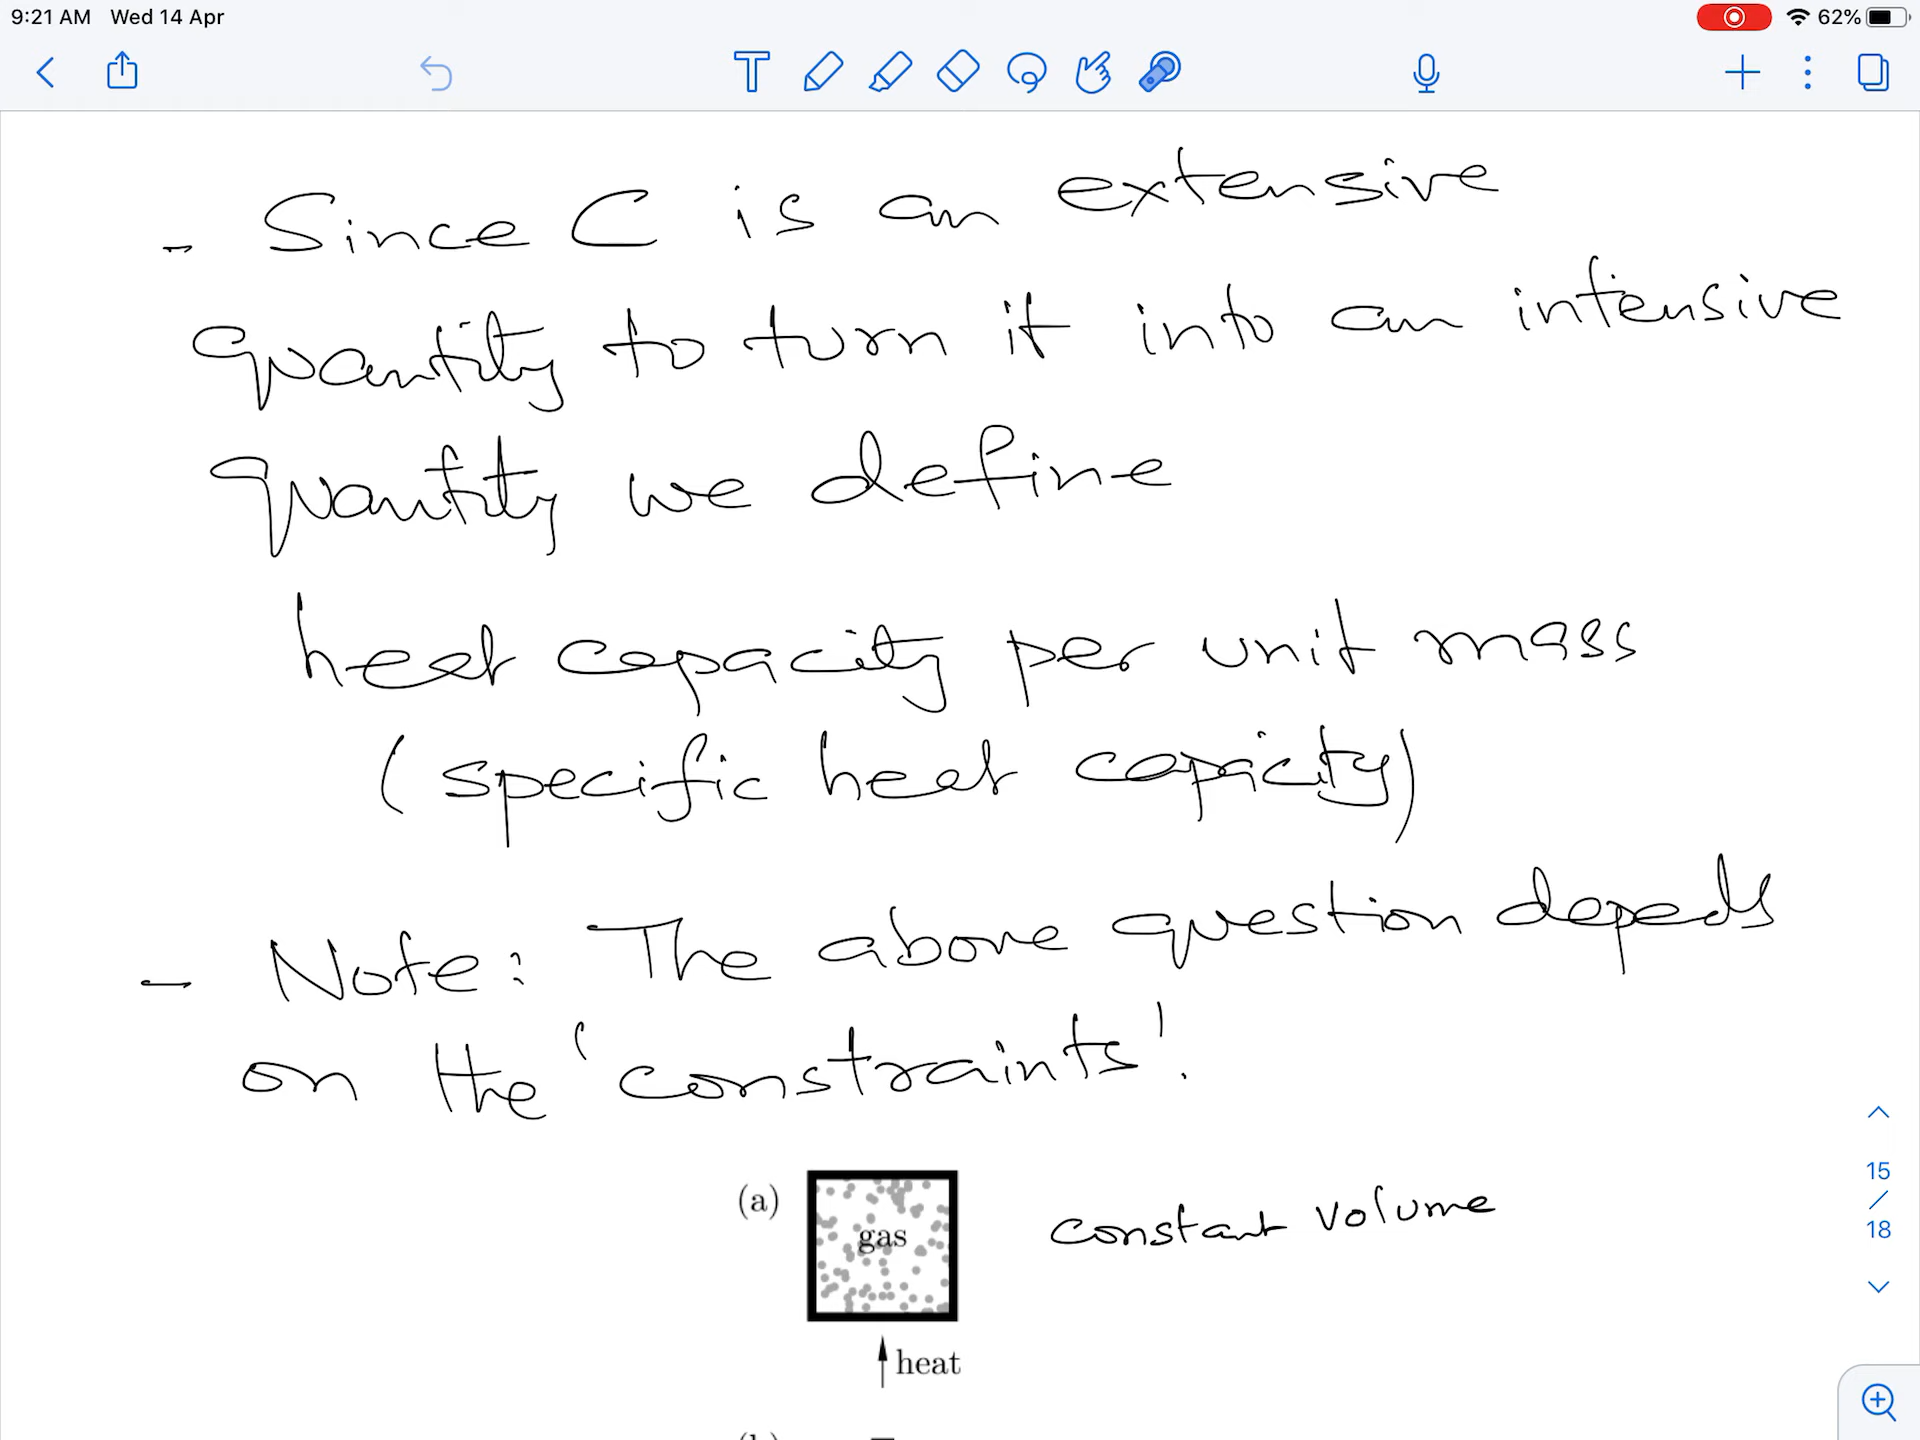 9:21 AM Wed 14 Apr
62%
- Since C is an extensive
quantity to turn it into an intensive
quantity we define
heat capacity per unit mass
(specific heat capicity)
- Note: The above question depeds
on the 'constraints'.
(a) gas constant volume
heat
15
/
18